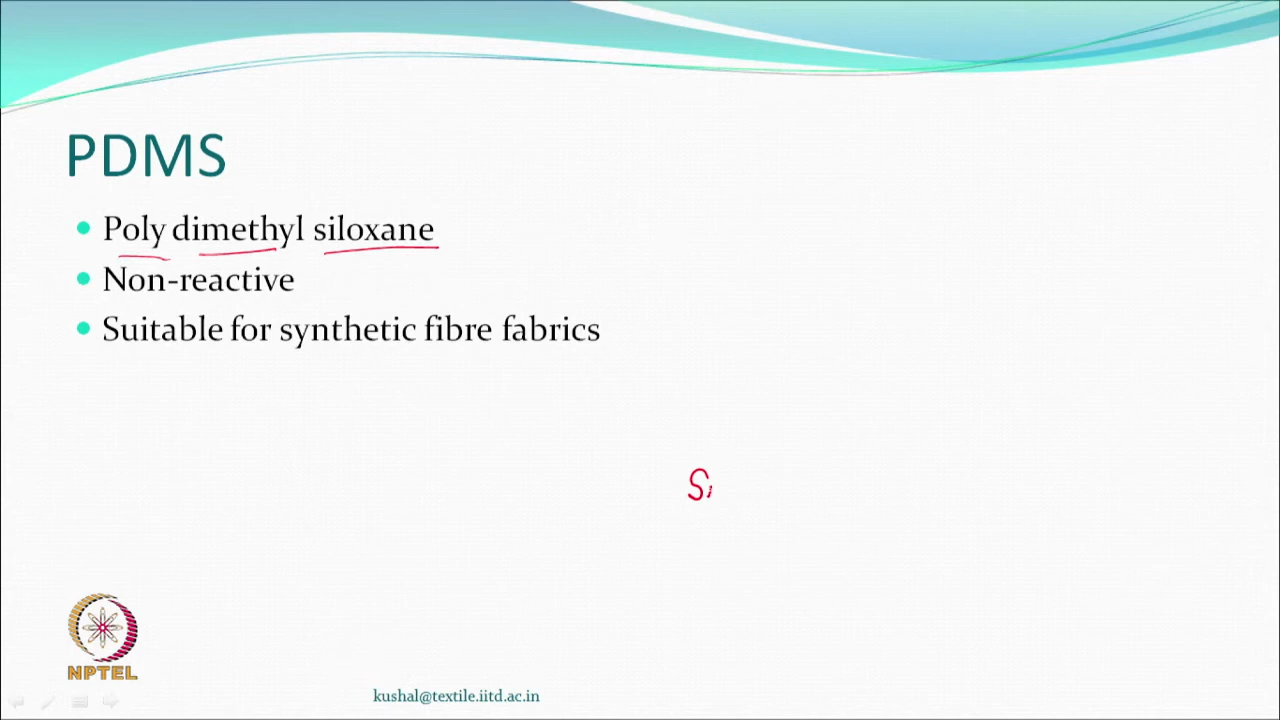 PDMS
Poly dimethyl siloxane
Non-reactive
Suitable for synthetic fibre fabrics
Si
NPTEL
kushal@textile.iitd.ac.in